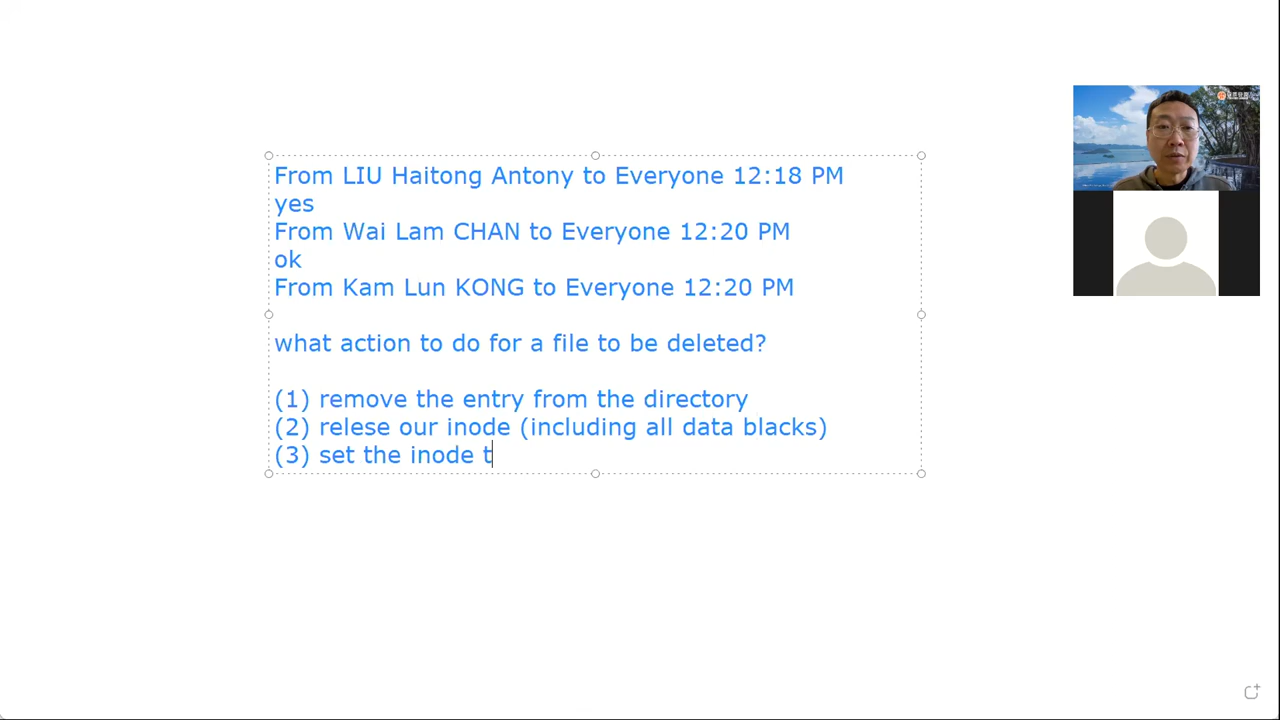 From LIU Haitong Antony to Everyone 12:18 PM
yes
From Wai Lam CHAN to Everyone 12:20 PM
ok
From Kam Lun KONG to Everyone 12:20 PM
what action to do for a file to be deleted?
(1) remove the entry from the directory
(2) relese our inode (including all data blacks)
(3) set the inode t